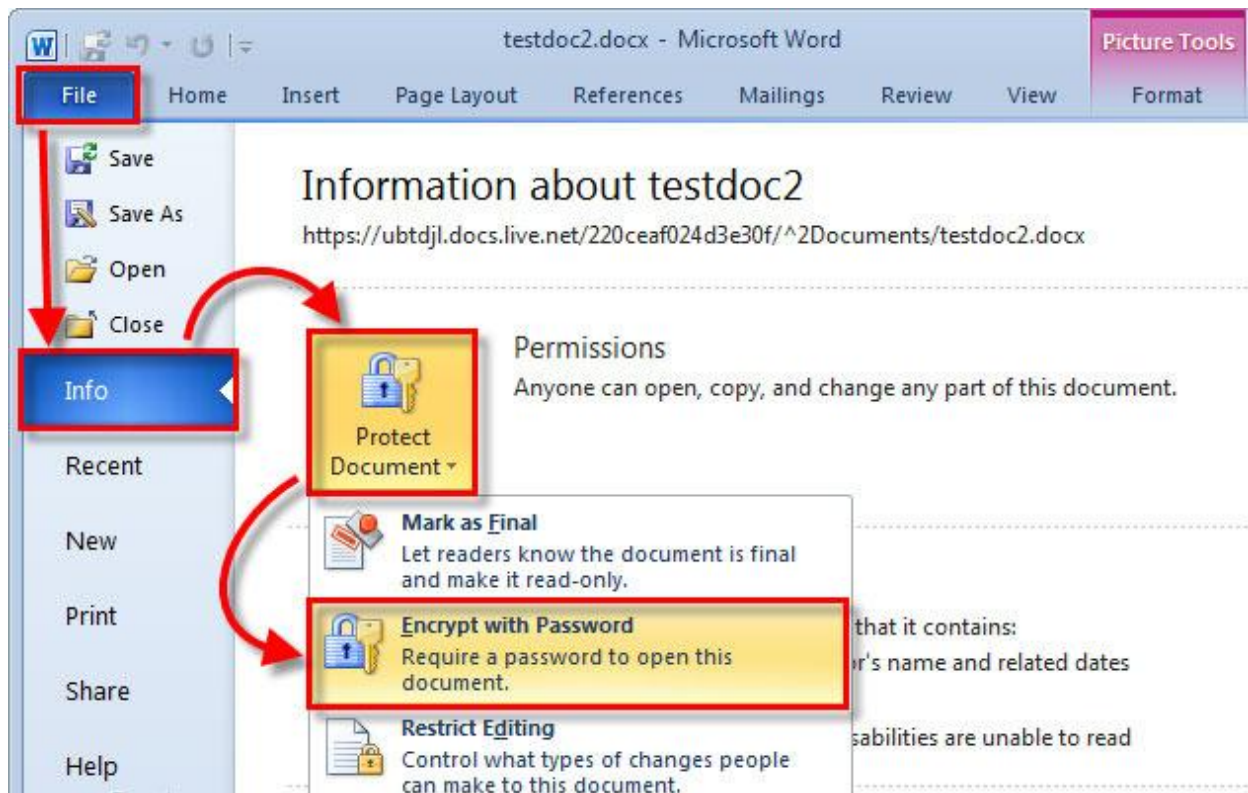 testdoc2.docx - Microsoft Word
Picture Tools
File Home Insert Page Layout References Mailings Review View Format
Save
Save As
Open
Close
Info
Recent
New
Print
Share
Help
Information about testdoc2
https://ubtdjl.docs.live.net/220ceaf024d3e30f/^2Documents/testdoc2.docx
Permissions
Anyone can open, copy, and change any part of this document.
Protect
Document
Mark as Final
Let readers know the document is final
and make it read-only.
Encrypt with Password
Require a password to open this
document.
Restrict Editing
Control what types of changes people
can make to this document.
that it contains:
r's name and related dates
sabilities are unable to read